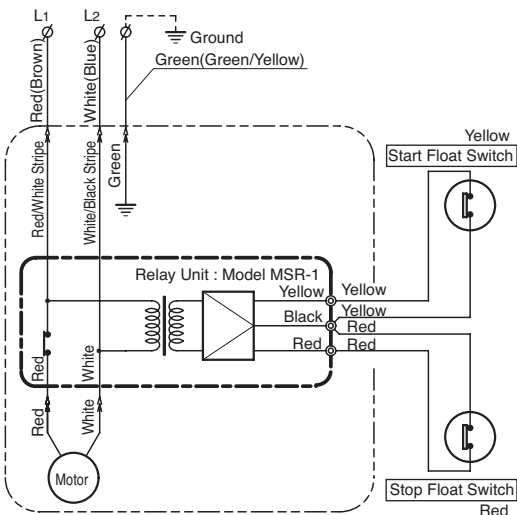 L1
L2
Ground
Green(Green/Yellow)
Red(Brown)
White(Blue)
Red/White Stripe
White/Black Stripe
Green
Yellow
Start Float Switch
Relay Unit : Model MSR-1
Yellow
Yellow
Black
Yellow
Red
Red
Red
Red
White
Red
White
Motor
Stop Float Switch
Red